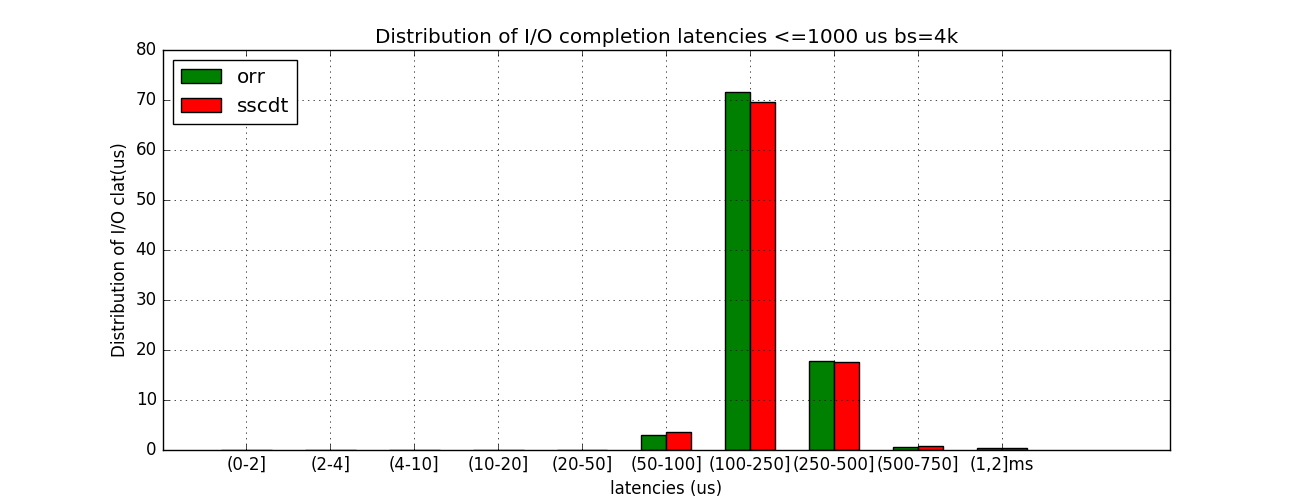 Distribution of I/O completion latencies <=1000 us bs=4k
80
70
60
50
40
30
20
10
0
Distribution of I/O clat(us)
orr
sscdt
(0-2] (2-4] (4-10] (10-20] (20-50] (50-100] (100-250] (250-500] (500-750] (1,2]ms
latencies (us)